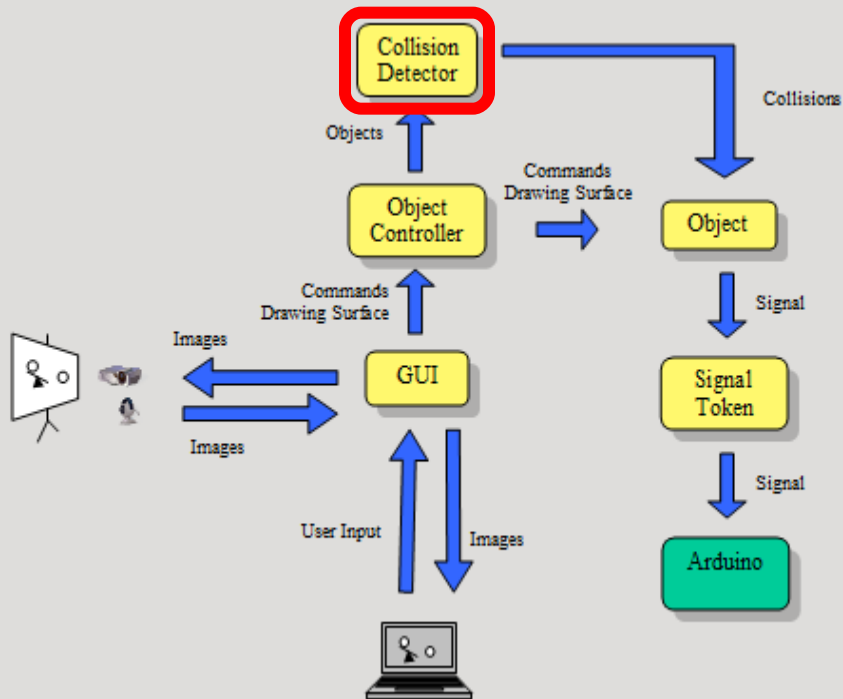 Collision
Detector
Collisions
Objects
Commands
Drawing Surface
Object
Controller
Object
Commands
Drawing Surface
Signal
Images
GUI
Signal
Token
Images
Signal
User Input
Images
Arduino